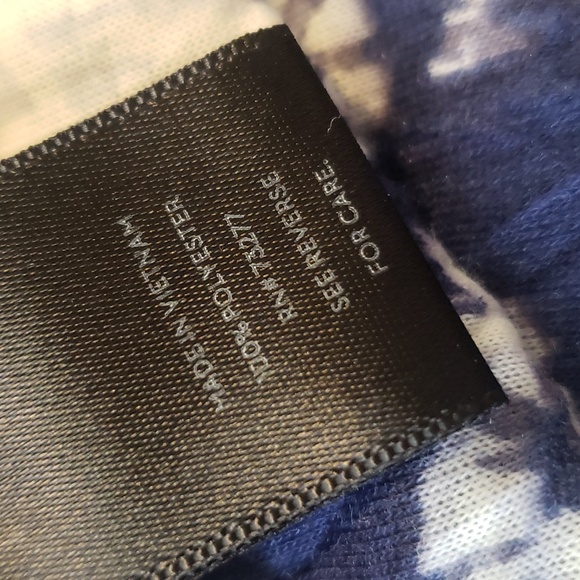 MADE IN VIETNAM
100% POLYESTER
RN# 73277
SEE REVERSE
FOR CARE.